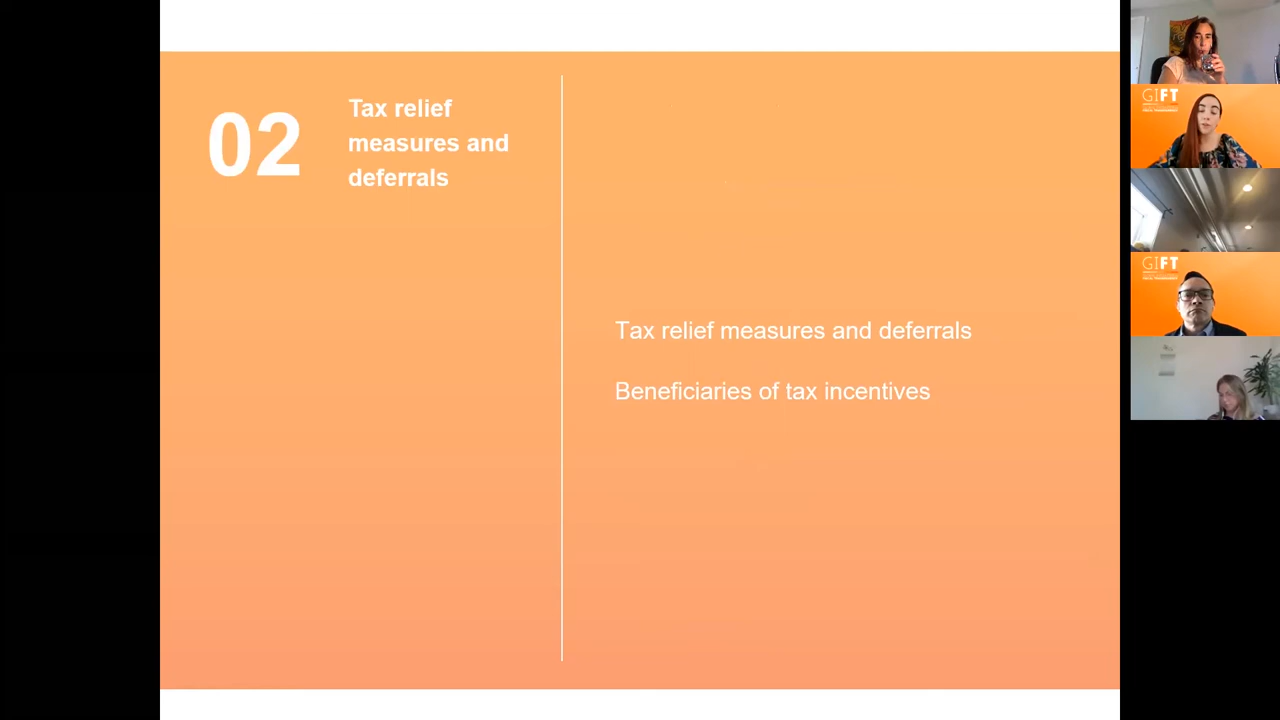 02
Tax relief
measures and
deferrals
Tax relief measures and deferrals
Beneficiaries of tax incentives
GIFT
GIFT